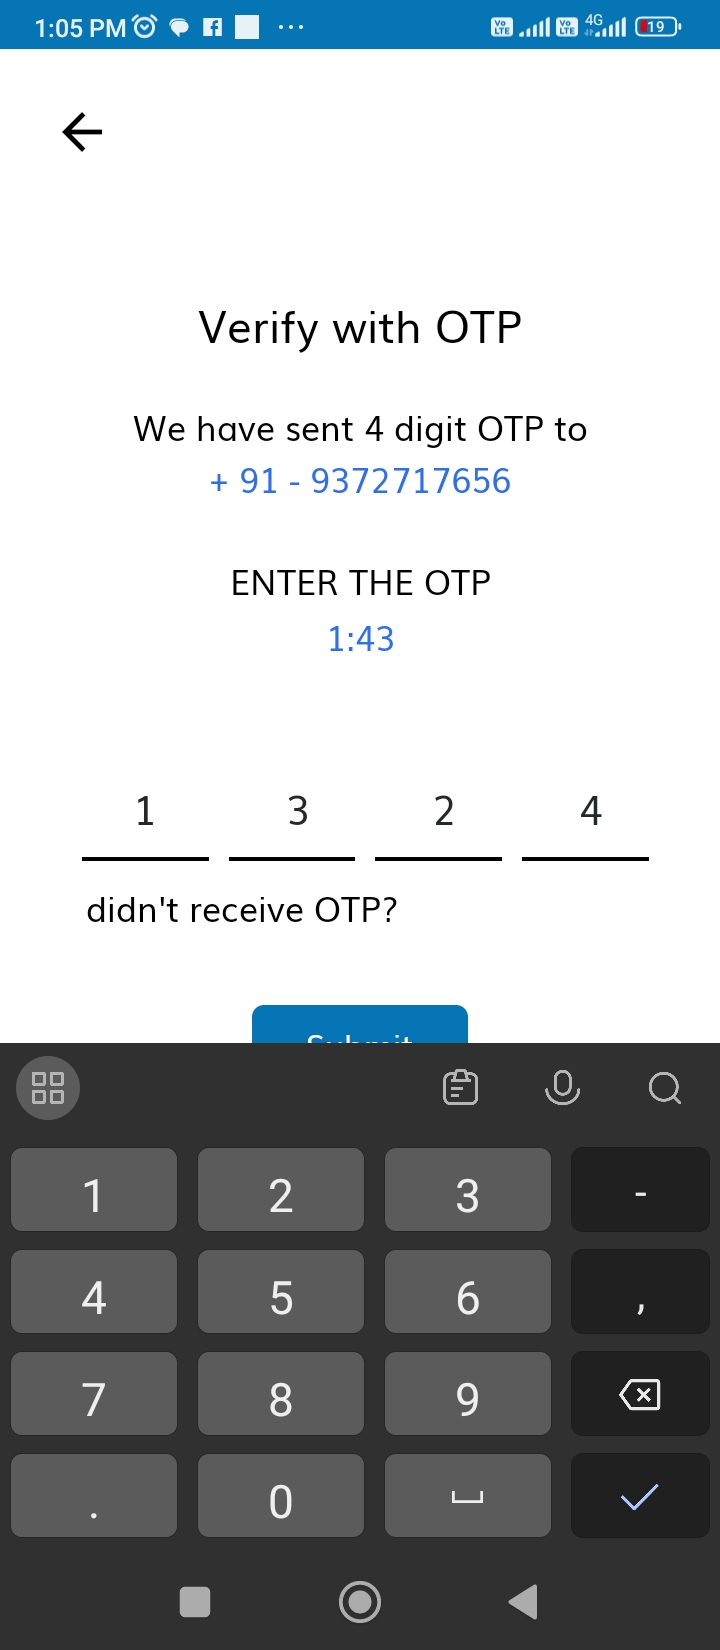 1:05 PM
Vo LTE Vo LTE 4G 19
Verify with OTP
We have sent 4 digit OTP to
+ 91 - 9372717656
ENTER THE OTP
1:43
1 3 2 4
didn't receive OTP?
Submit
1 2 3 -
4 5 6 ,
7 8 9
. 0